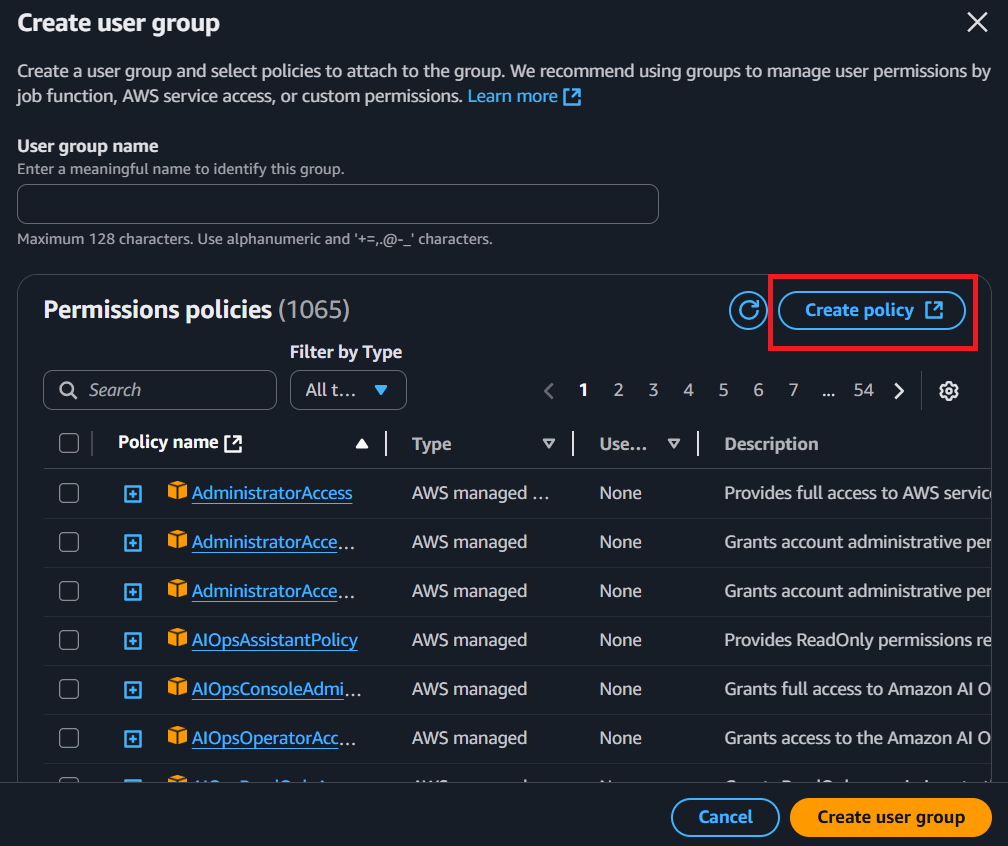 Create user group
Create a user group and select policies to attach to the group. We recommend using groups to manage user permissions by
job function, AWS service access, or custom permissions. Learn more
User group name
Enter a meaningful name to identify this group.
Maximum 128 characters. Use alphanumeric and '+=,.@-_' characters.
Permissions policies (1065)
Create policy
Filter by Type
Search
All t...
1 2 3 4 5 6 7 ... 54
Policy name Type Use... Description
AdministratorAccess AWS managed ... None Provides full access to AWS servic
AdministratorAcce... AWS managed None Grants account administrative per
AdministratorAcce... AWS managed None Grants account administrative per
AIOpsAssistantPolicy AWS managed None Provides ReadOnly permissions re
AIOpsConsoleAdmi... AWS managed None Grants full access to Amazon AI O
AIOpsOperatorAcc... AWS managed None Grants access to the Amazon AI O
Cancel
Create user group